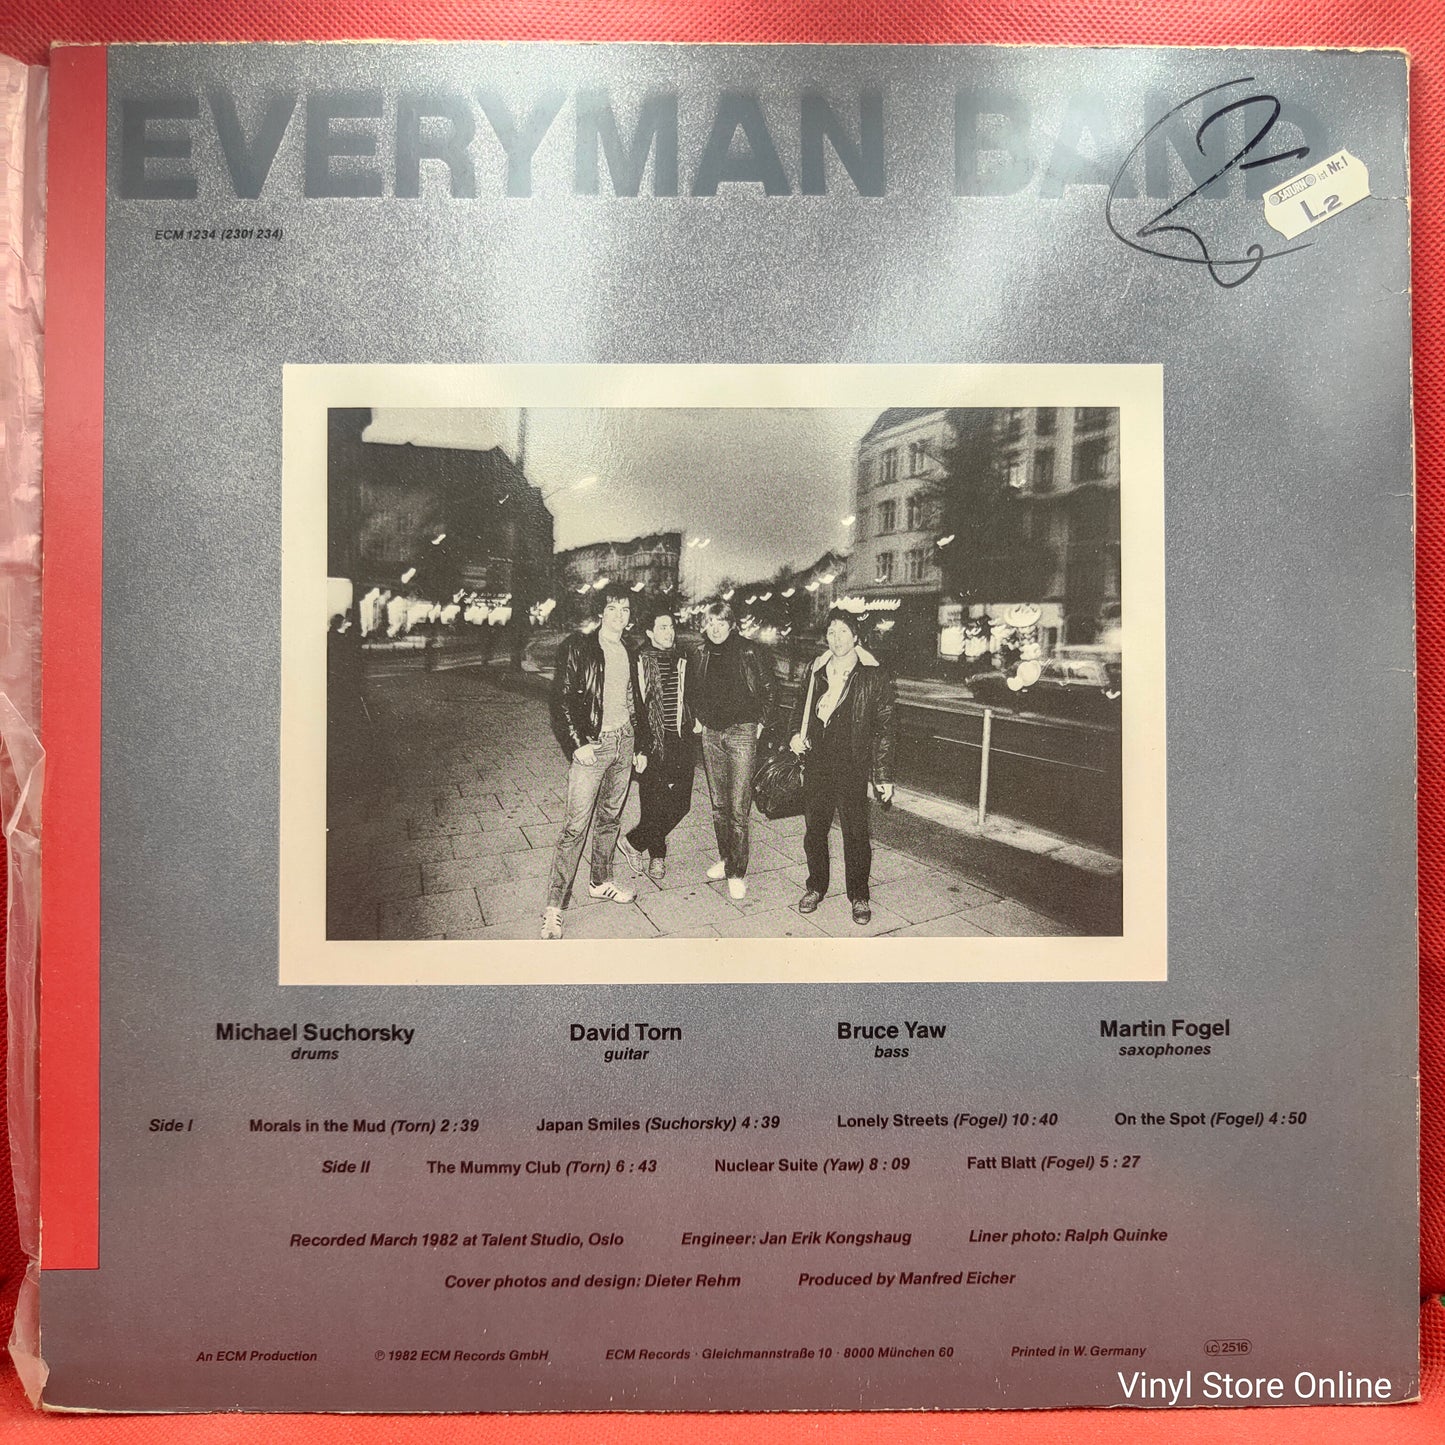 EVERYMAN BAND
SATURN ist Nr.1
L2
ECM 1234 (2301 234)
Michael Suchorsky David Torn Bruce Yaw Martin Fogel
drums guitar bass saxophones
Side I Morals in the Mud (Torn) 2:39 Japan Smiles (Suchorsky) 4:39 Lonely Streets (Fogel) 10:40 On the Spot (Fogel) 4:50
Side II The Mummy Club (Torn) 6:43 Nuclear Suite (Yaw) 8:09 Fatt Blatt (Fogel) 5:27
Recorded March 1982 at Talent Studio, Oslo Engineer: Jan Erik Kongshaug Liner photo: Ralph Quinke
Cover photos and design: Dieter Rehm Produced by Manfred Eicher
An ECM Production ℗ 1982 ECM Records GmbH ECM Records · Gleichmannstraße 10 · 8000 München 60 Printed in W. Germany LC 2516
Vinyl Store Online